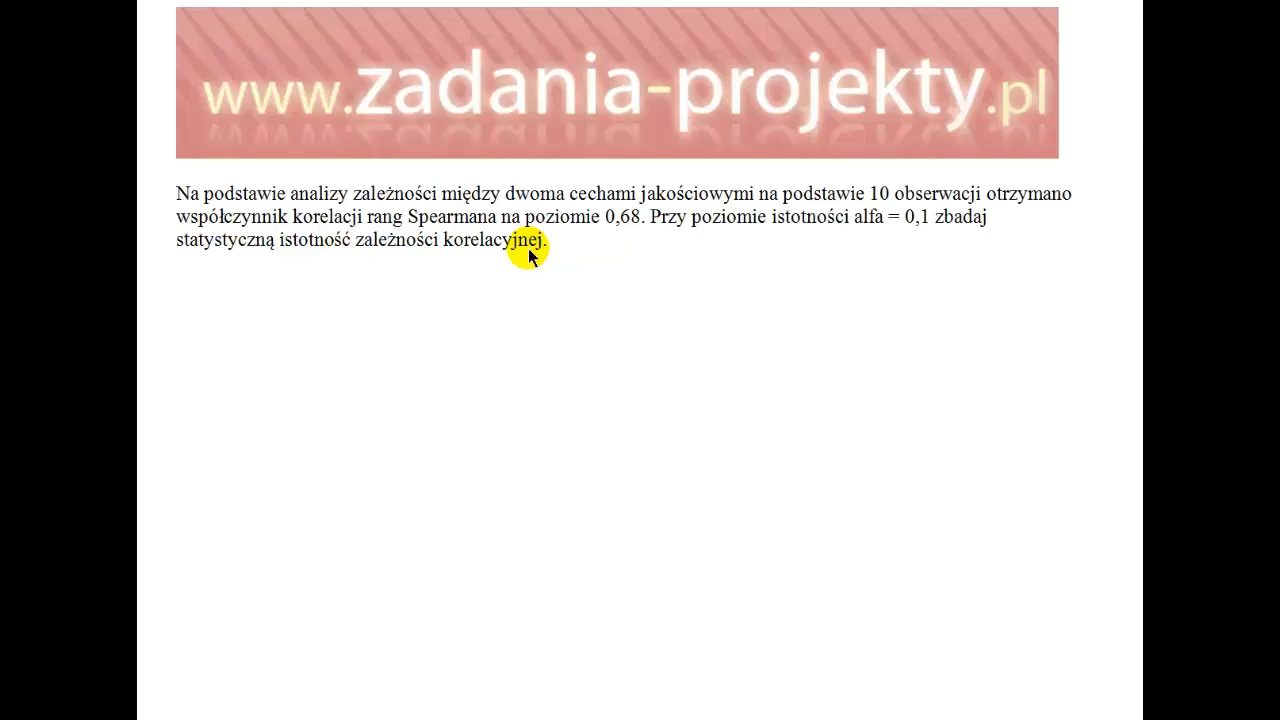 www.zadania-projekty.pl
Na podstawie analizy zależności między dwoma cechami jakościowymi na podstawie 10 obserwacji otrzymano
współczynnik korelacji rang Spearmana na poziomie 0,68. Przy poziomie istotności alfa = 0,1 zbadaj
statystyczną istotność zależności korelacyjnej.